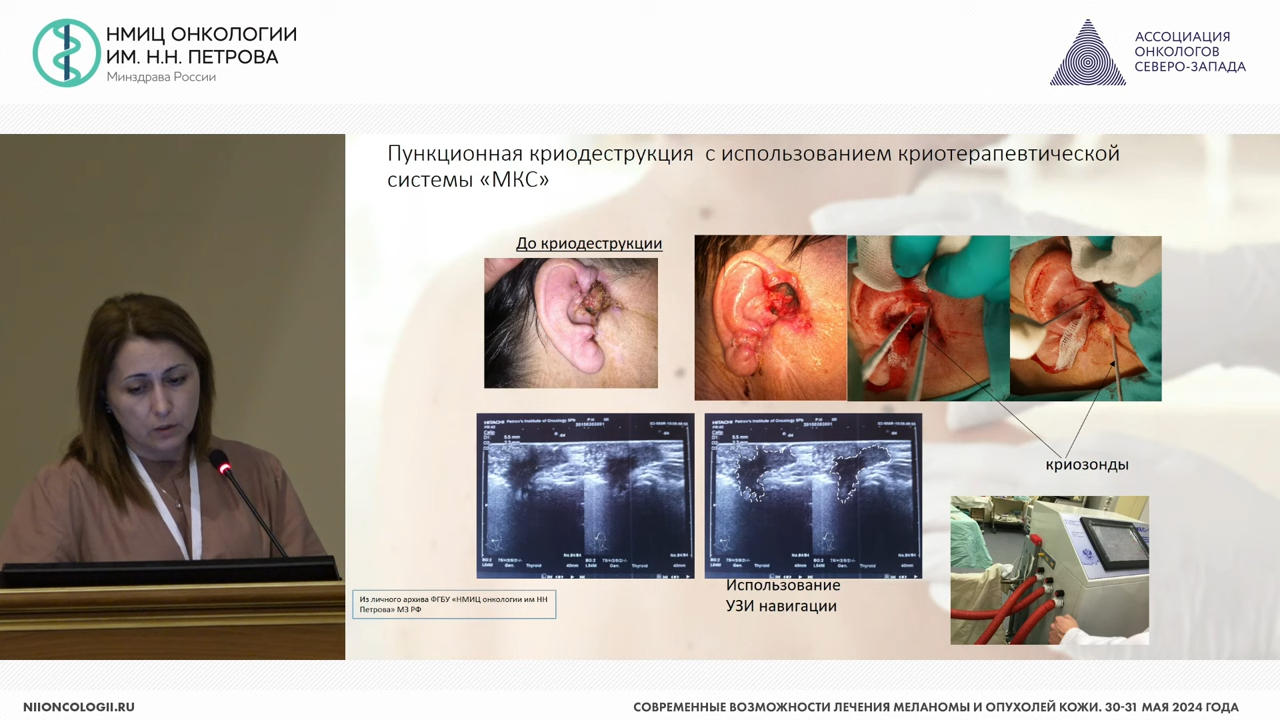 НМИЦ ОНКОЛОГИИ
ИМ. Н.Н. ПЕТРОВА
Минздрава России
АССОЦИАЦИЯ
ОНКОЛОГОВ
СЕВЕРО-ЗАПАДА
Пункционная криодеструкция с использованием криотерапевтической
системы «МКС»
До криодеструкции
криозонды
Использование
УЗИ навигации
Из личного архива ФГБУ «НМИЦ онкологии им НН
Петрова» МЗ РФ
NIIONCOLOGII.RU
СОВРЕМЕННЫЕ ВОЗМОЖНОСТИ ЛЕЧЕНИЯ МЕЛАНОМЫ И ОПУХОЛЕЙ КОЖИ. 30-31 МАЯ 2024 ГОДА